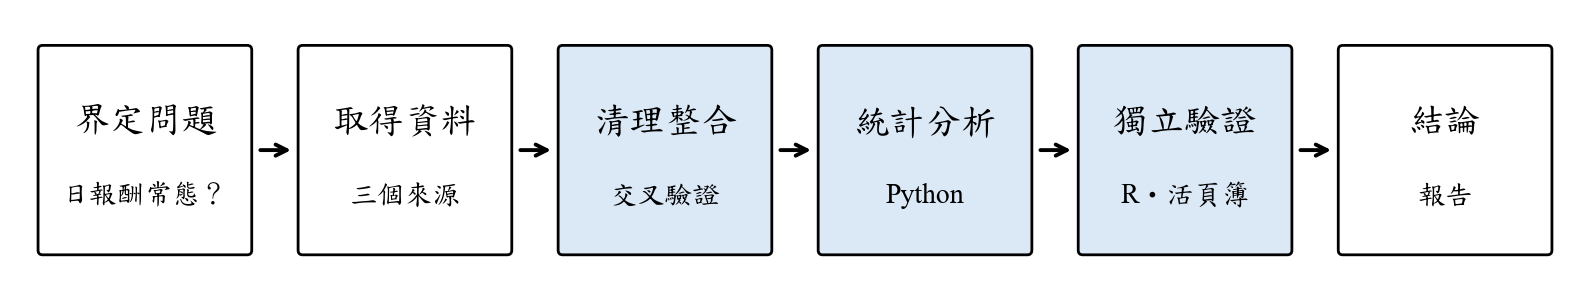 界定問題
日報酬常態？
取得資料
三個來源
清理整合
交叉驗證
統計分析
Python
獨立驗證
R・活頁簿
結論
報告